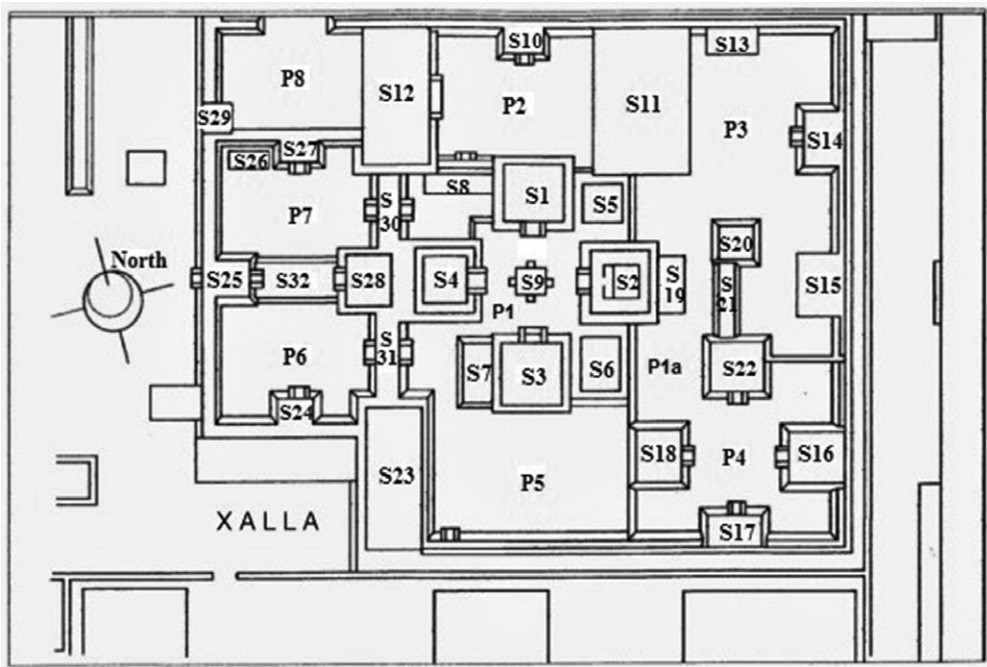 S10
S13
P8
S12
P2
S11
P3
S29
S14
S27
S26
S8
S1
S5
P7
S
30
S20
North
S25
S32
S28
S4
S9
S2
S
19
S
21
S15
P1
P6
S
31
S7
S3
S6
P1a
S22
S24
S23
P5
S18
P4
S16
XALLA
S17